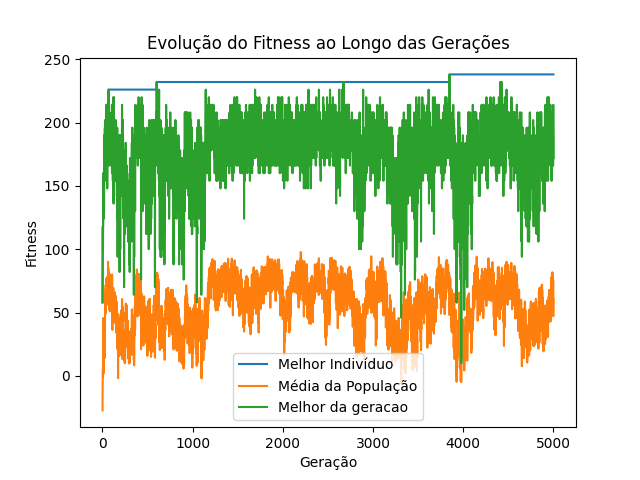 Evolução do Fitness ao Longo das Gerações
Fitness
250
200
150
100
50
0
Melhor Indivíduo
Média da População
Melhor da geracao
0 1000 2000 3000 4000 5000
Geração